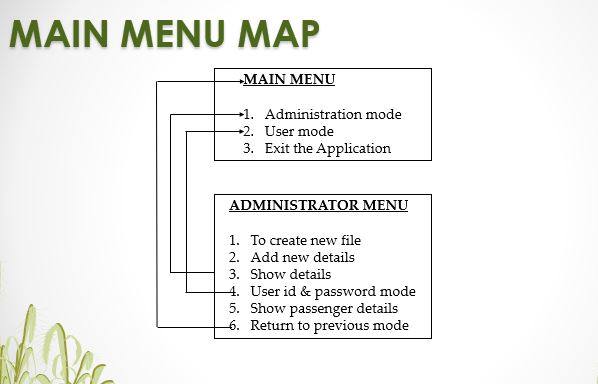 MAIN MENU MAP
MAIN MENU
1. Administration mode
2. User mode
3. Exit the Application
ADMINISTRATOR MENU
1. To create new file
2. Add new details
3. Show details
4. User id & password mode
5. Show passenger details
6. Return to previous mode